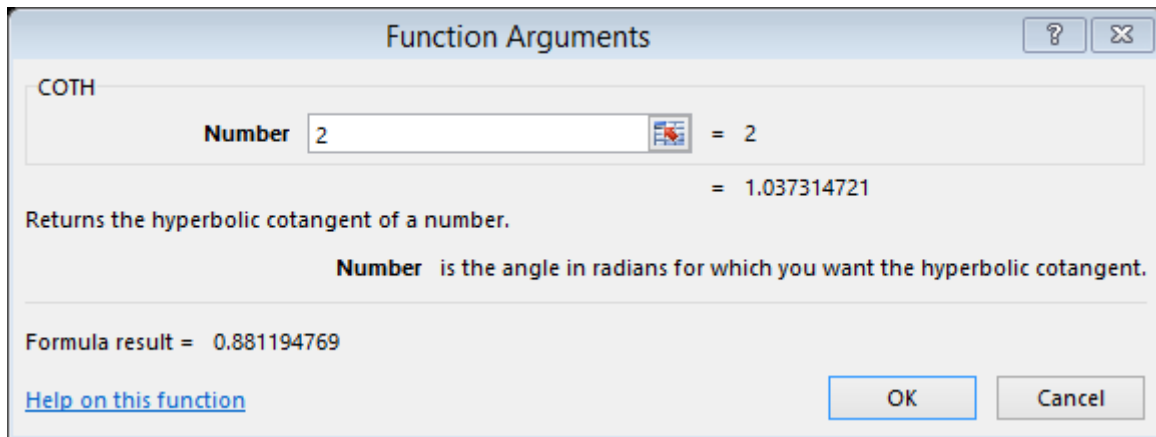 Function Arguments
?
COTH
Number 2 = 2
= 1.037314721
Returns the hyperbolic cotangent of a number.
Number is the angle in radians for which you want the hyperbolic cotangent.
Formula result = 0.881194769
Help on this function
OK Cancel